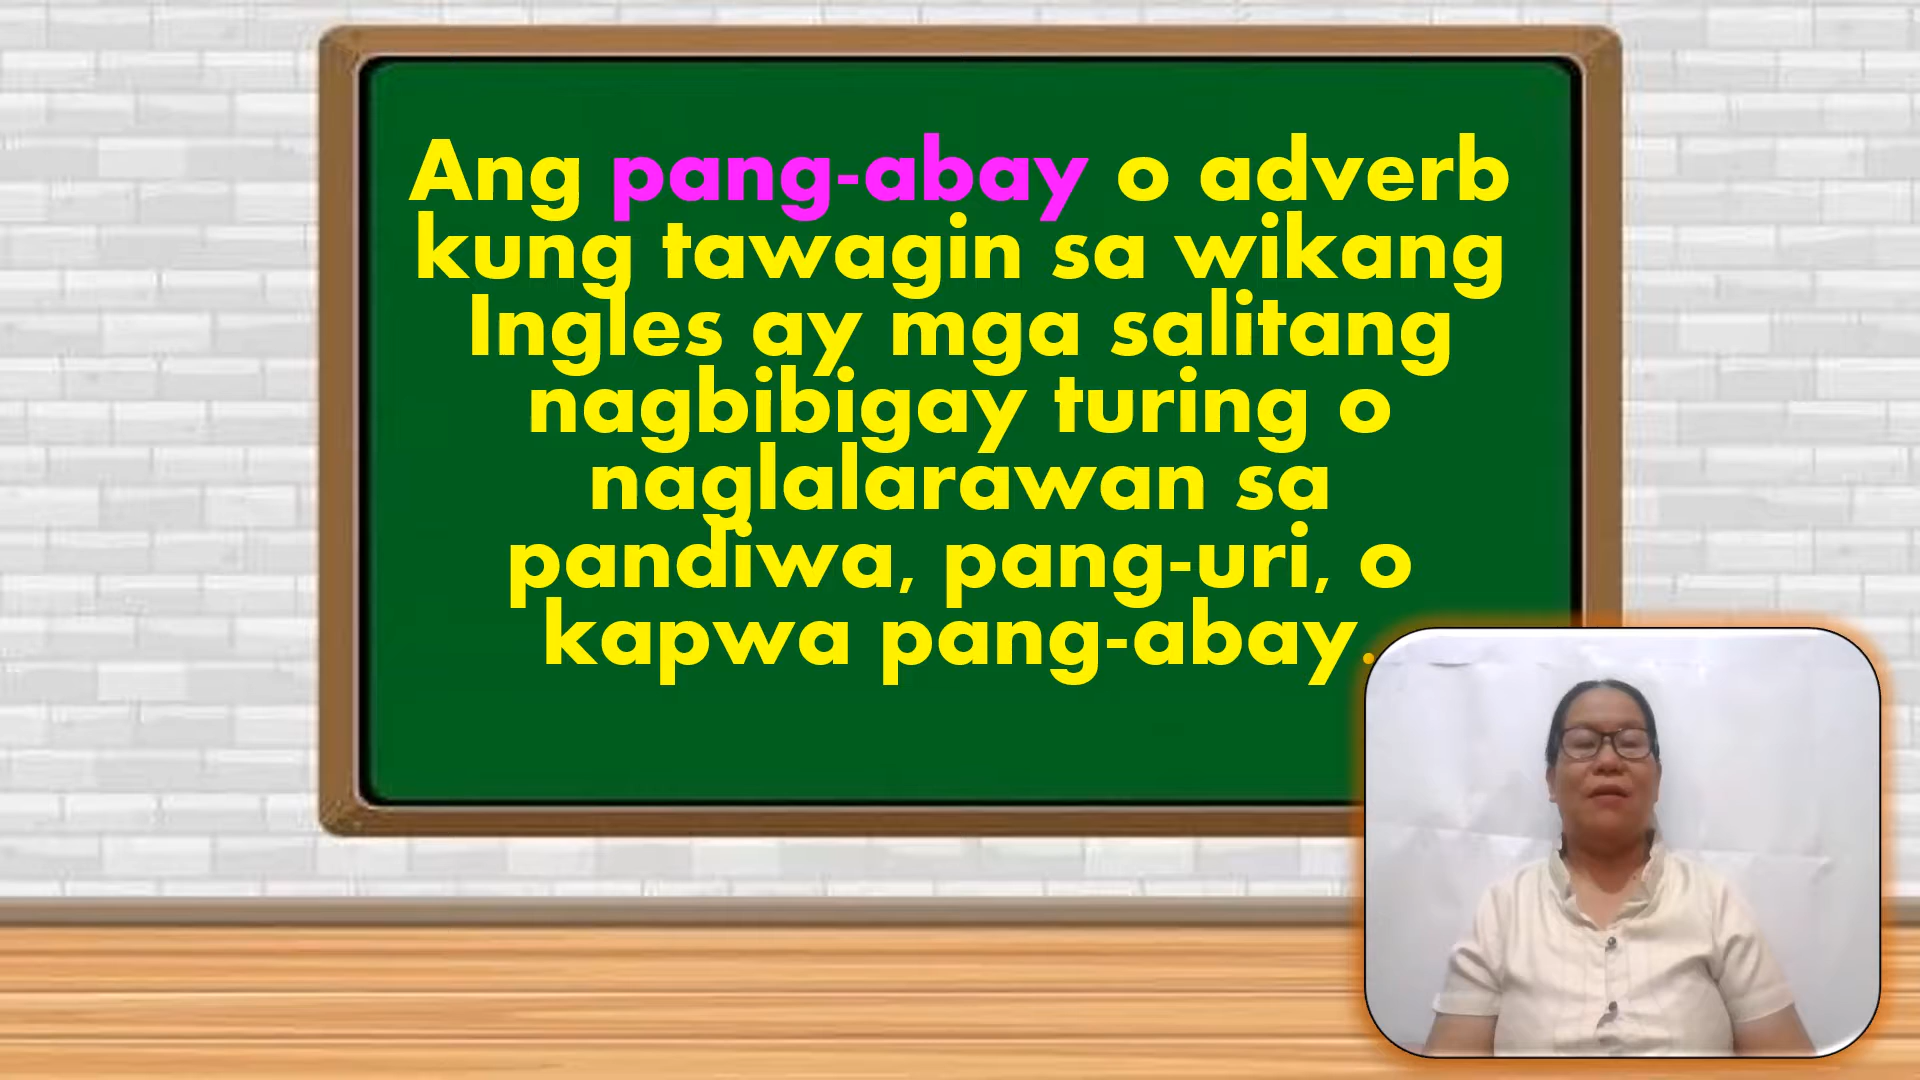 Ang pang-abay o adverb
kung tawagin sa wikang
Ingles ay mga salitang
nagbibigay turing o
naglalarawan sa
pandiwa, pang-uri, o
kapwa pang-abay.